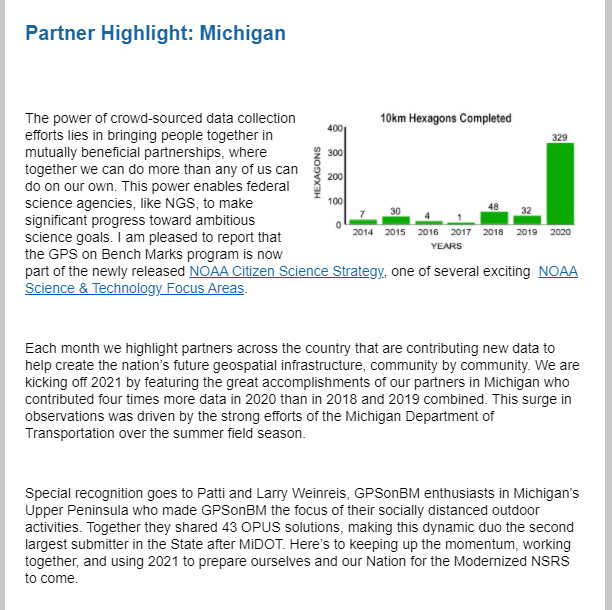 Partner Highlight: Michigan
The power of crowd-sourced data collection
efforts lies in bringing people together in
mutually beneficial partnerships, where
together we can do more than any of us can
do on our own. This power enables federal
science agencies, like NGS, to make
significant progress toward ambitious
science goals. I am pleased to report that
the GPS on Bench Marks program is now
part of the newly released NOAA Citizen Science Strategy, one of several exciting NOAA
Science & Technology Focus Areas.
10km Hexagons Completed
HEXAGONS
400
300
200
100
0
7
30
4
1
48
32
329
2014 2015 2016 2017 2018 2019 2020
YEARS
Each month we highlight partners across the country that are contributing new data to
help create the nation's future geospatial infrastructure, community by community. We are
kicking off 2021 by featuring the great accomplishments of our partners in Michigan who
contributed four times more data in 2020 than in 2018 and 2019 combined. This surge in
observations was driven by the strong efforts of the Michigan Department of
Transportation over the summer field season.
Special recognition goes to Patti and Larry Weinreis, GPSonBM enthusiasts in Michigan's
Upper Peninsula who made GPSonBM the focus of their socially distanced outdoor
activities. Together they shared 43 OPUS solutions, making this dynamic duo the second
largest submitter in the State after MiDOT. Here's to keeping up the momentum, working
together, and using 2021 to prepare ourselves and our Nation for the Modernized NSRS
to come.